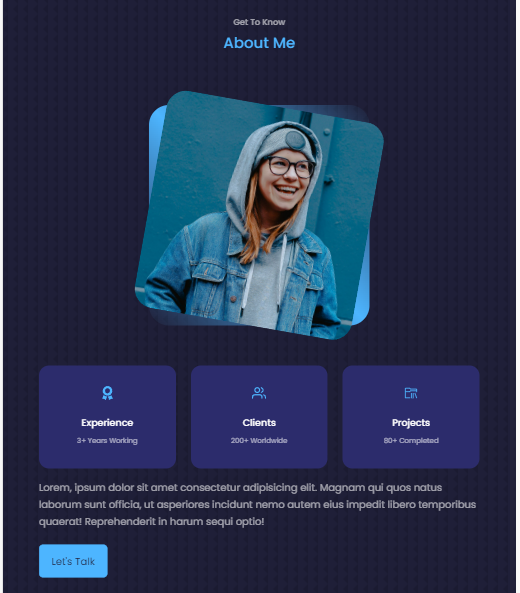 Get To Know
About Me
Experience
3+ Years Working
Clients
200+ Worldwide
Projects
80+ Completed
Lorem, ipsum dolor sit amet consectetur adipisicing elit. Magnam qui quos natus
laborum sunt officia, ut asperiores incidunt nemo autem eius impedit libero temporibus
quaerat! Reprehenderit in harum sequi optio!
Let's Talk